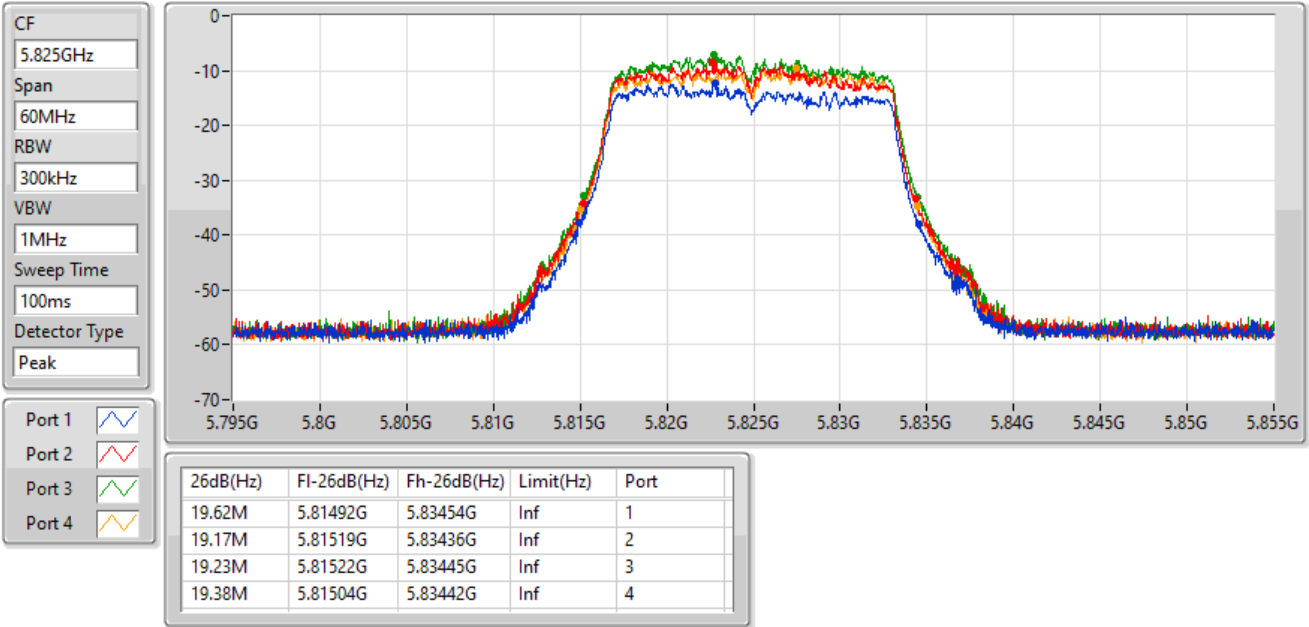 CF
5.825GHz
Span
60MHz
RBW
300kHz
VBW
1MHz
Sweep Time
100ms
Detector Type
Peak
Port 1
Port 2
Port 3
Port 4
0
-10
-20
-30
-40
-50
-60
-70
5.795G 5.8G 5.805G 5.81G 5.815G 5.82G 5.825G 5.83G 5.835G 5.84G 5.845G 5.85G 5.855G
26dB(Hz) Fl-26dB(Hz) Fh-26dB(Hz) Limit(Hz) Port
19.62M 5.81492G 5.83454G Inf 1
19.17M 5.81519G 5.83436G Inf 2
19.23M 5.81522G 5.83445G Inf 3
19.38M 5.81504G 5.83442G Inf 4